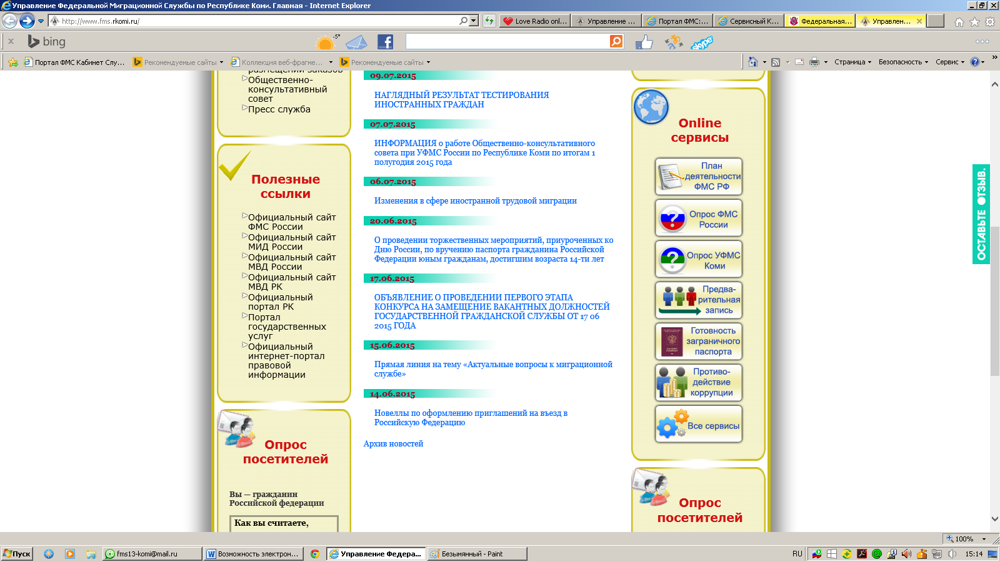 Управление Федеральной Миграционной Службы по Республике Коми. Главная - Internet Explorer
http://www.fms.rkomi.ru/
Love Radio onl...
Управление ...
Портал ФМС:...
Сервисный К...
Федеральная...
Управлен...
bing
-5°
skype
Портал ФМС Кабинет Слу...
Рекомендуемые сайты
Коллекция веб-фрагме...
Рекомендуемые сайты
Страница
Безопасность
Сервис
размещении заказов
Общественно-
консультативный
совет
Пресс служба
Полезные
ссылки
Официальный сайт
ФМС России
Официальный сайт
МИД России
Официальный сайт
МВД России
Официальный сайт
МВД РК
Официальный
портал РК
Портал
государственных
услуг
Официальный
интернет-портал
правовой
информации
Опрос
посетителей
Вы — гражданин
Российской федерации
Как вы считаете,
09.07.2015
НАГЛЯДНЫЙ РЕЗУЛЬТАТ ТЕСТИРОВАНИЯ
ИНОСТРАННЫХ ГРАЖДАН
07.07.2015
ИНФОРМАЦИЯ о работе Общественно-консультативного
совета при УФМС России по Республике Коми по итогам 1
полугодия 2015 года
06.07.2015
Изменения в сфере иностранной трудовой миграции
20.06.2015
О проведении торжественных мероприятий, приуроченных ко
Дню России, по вручению паспорта гражданина Российской
Федерации юным гражданам, достигшим возраста 14-ти лет
17.06.2015
ОБЪЯВЛЕНИЕ О ПРОВЕДЕНИИ ПЕРВОГО ЭТАПА
КОНКУРСА НА ЗАМЕЩЕНИЕ ВАКАНТНЫХ ДОЛЖНОСТЕЙ
ГОСУДАРСТВЕННОЙ ГРАЖДАНСКОЙ СЛУЖБЫ ОТ 17 06
2015 ГОДА
15.06.2015
Прямая линия на тему «Актуальные вопросы к миграционной
службе»
14.06.2015
Новеллы по оформлению приглашений на въезд в
Российскую Федерацию
Архив новостей
Online
сервисы
План
деятельности
ФМС РФ
Опрос ФМС
России
Опрос УФМС
Коми
Предва-
рительная
запись
Готовность
заграничного
паспорта
Противо-
действие
коррупции
Все сервисы
Опрос
посетителей
ОСТАВЬТЕ ОТЗЫВ.
100%
Пуск
fms13-komi@mail.ru
Возможность электрон...
Управление Федера...
Безымянный - Paint
RU
15:14